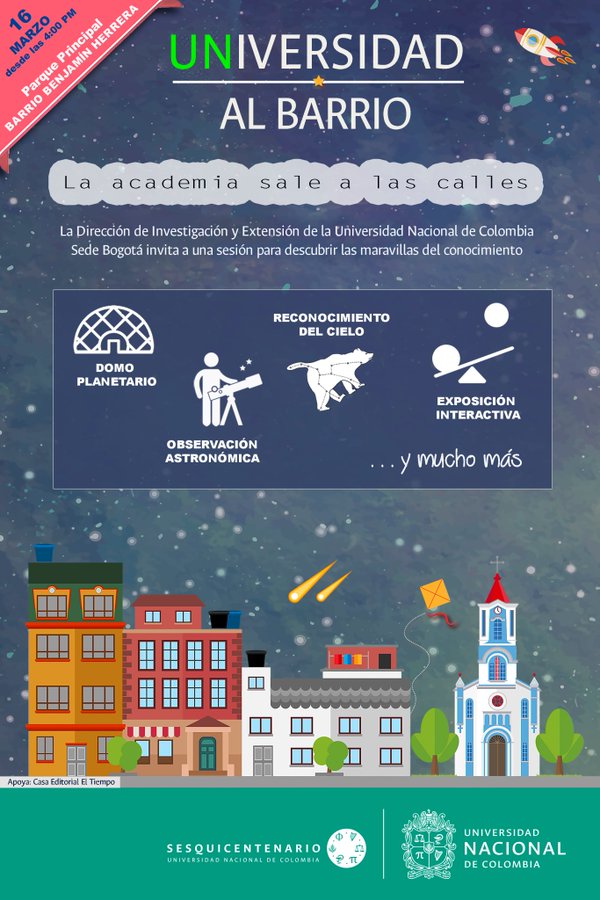 16
MARZO
desde las 4:00 PM
Parque Principal
BARRIO BENJAMÍN HERRERA
UNIVERSIDAD
AL BARRIO
La academia sale a las calles
La Dirección de Investigación y Extensión de la Universidad Nacional de Colombia
Sede Bogotá invita a una sesión para descubrir las maravillas del conocimiento
DOMO
PLANETARIO
OBSERVACIÓN
ASTRONÓMICA
RECONOCIMIENTO
DEL CIELO
EXPOSICIÓN
INTERACTIVA
...y mucho más
Apoya: Casa Editorial El Tiempo
SESQUICENTENARIO
UNIVERSIDAD NACIONAL DE COLOMBIA
UNIVERSIDAD
NACIONAL
DE COLOMBIA